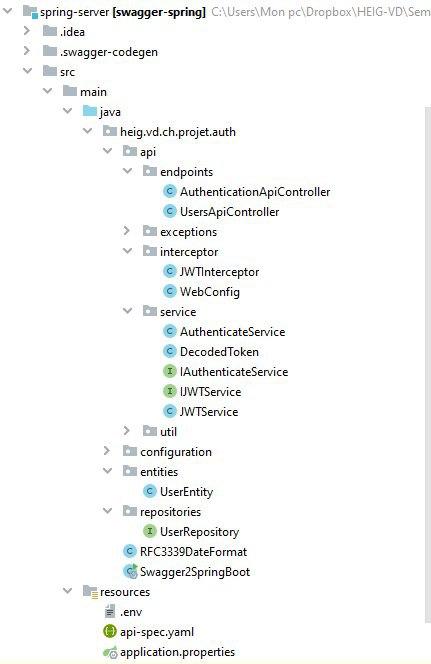 spring-server [swagger-spring] C:\Users\Mon pc\Dropbox\HEIG-VD\Sem
.idea
.swagger-codegen
src
main
java
heig.vd.ch.projet.auth
api
endpoints
AuthenticationApiController
UsersApiController
exceptions
interceptor
JWTInterceptor
WebConfig
service
AuthenticateService
DecodedToken
IAuthenticateService
IJWTService
JWTService
util
configuration
entities
UserEntity
repositories
UserRepository
RFC3339DateFormat
Swagger2SpringBoot
resources
.env
api-spec.yaml
application.properties